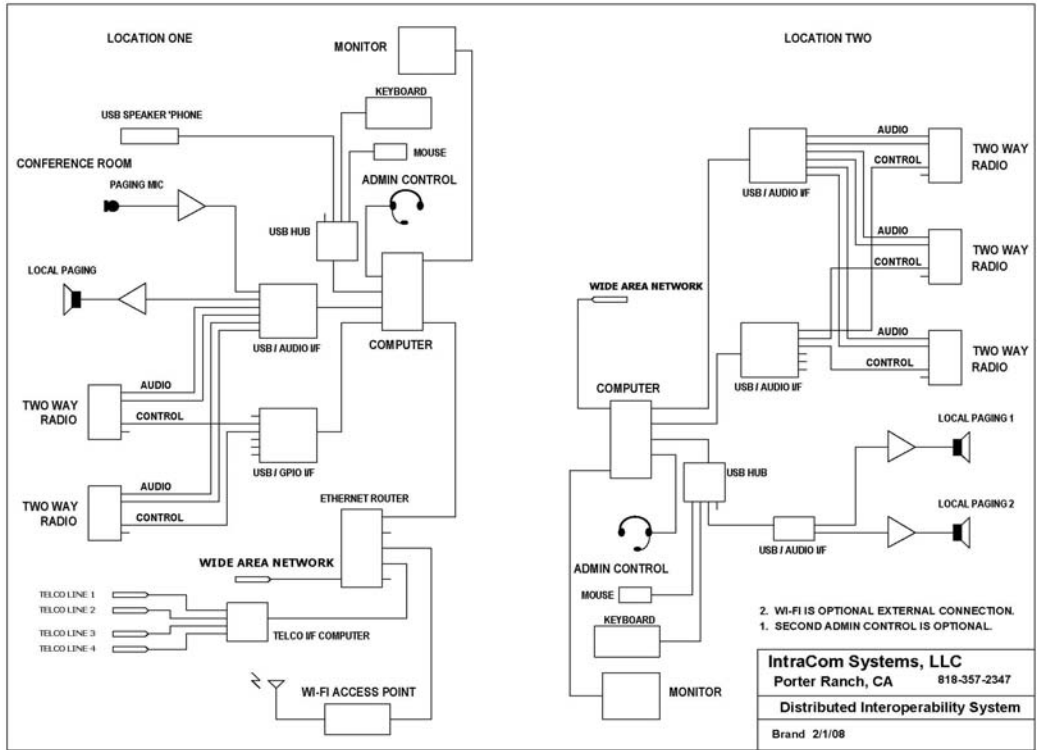 LOCATION ONE
MONITOR
KEYBOARD
USB SPEAKER 'PHONE
MOUSE
CONFERENCE ROOM
PAGING MIC
ADMIN CONTROL
USB HUB
LOCAL PAGING
COMPUTER
USB / AUDIO I/F
AUDIO
TWO WAY
RADIO
CONTROL
USB / GPIO I/F
AUDIO
TWO WAY
RADIO
CONTROL
ETHERNET ROUTER
WIDE AREA NETWORK
TELCO LINE 1
TELCO LINE 2
TELCO LINE 3
TELCO LINE 4
TELCO I/F COMPUTER
WI-FI ACCESS POINT
LOCATION TWO
AUDIO
TWO WAY
RADIO
CONTROL
USB / AUDIO I/F
AUDIO
TWO WAY
RADIO
CONTROL
WIDE AREA NETWORK
AUDIO
TWO WAY
RADIO
CONTROL
USB / AUDIO I/F
COMPUTER
LOCAL PAGING 1
USB HUB
LOCAL PAGING 2
USB / AUDIO I/F
ADMIN CONTROL
MOUSE
KEYBOARD
MONITOR
2. WI-FI IS OPTIONAL EXTERNAL CONNECTION.
1. SECOND ADMIN CONTROL IS OPTIONAL.
IntraCom Systems, LLC
Porter Ranch, CA 818-357-2347
Distributed Interoperability System
Brand 2/1/08